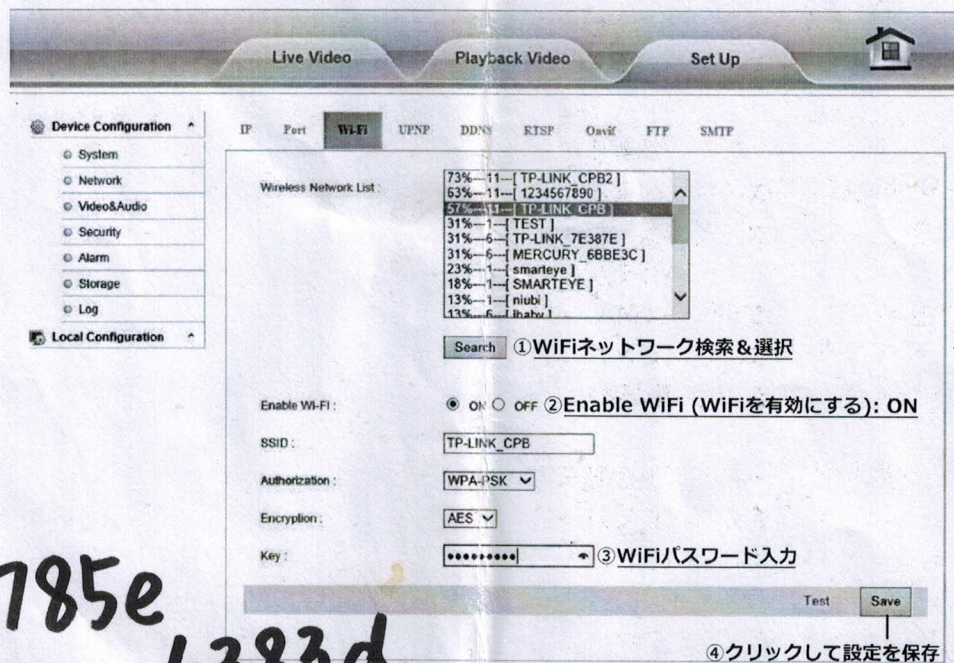 Live Video
Playback Video
Set Up
Device Configuration
System
Network
Video&Audio
Security
Alarm
Storage
Log
Local Configuration
IP Port Wi-Fi UPNP DDNS RTSP Onvif FTP SMTP
Wireless Network List :
73%---11---[ TP-LINK_CPB2 ]
63%---11---[ 1234567890 ]
57%---11---[ TP-LINK_CPB ]
31%---1---[ TEST ]
31%---6---[ TP-LINK_7E387E ]
31%---6---[ MERCURY_6BBE3C ]
23%---1---[ smarteye ]
18%---1---[ SMARTEYE ]
13%---1---[ niubi ]
13%---6---[ ibaby ]
Search ①WiFiネットワーク検索&選択
Enable Wi-Fi : ON OFF ②Enable WiFi (WiFiを有効にする): ON
SSID : TP-LINK_CPB
Authorization : WPA-PSK
Encryption : AES
Key : ③WiFiパスワード入力
Test Save
④クリックして設定を保存
785e
6383d